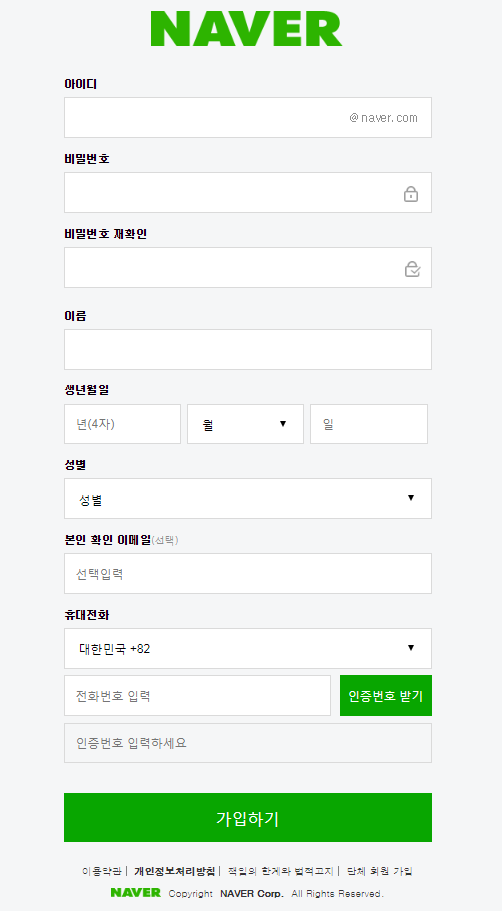 NAVER
아이디
@naver.com
비밀번호
비밀번호 재확인
이름
생년월일
년(4자) 월 ▼ 일
성별
성별 ▼
본인 확인 이메일(선택)
선택입력
휴대전화
대한민국 +82 ▼
전화번호 입력 인증번호 받기
인증번호 입력하세요
가입하기
이용약관 | 개인정보처리방침 | 책임의 한계와 법적고지 | 단체 회원 가입
NAVER Copyright NAVER Corp. All Rights Reserved.